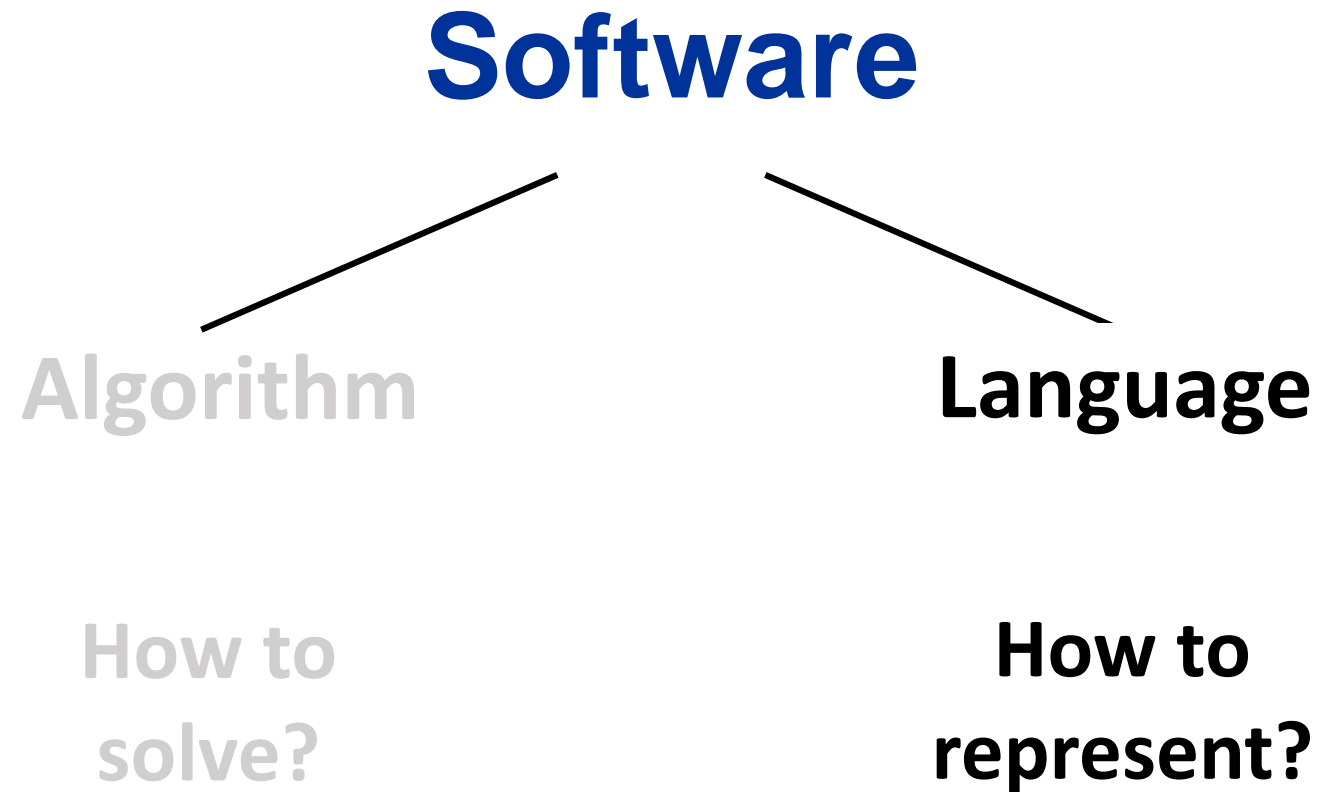 Software
Algorithm
Language
How to
solve?
How to
represent?